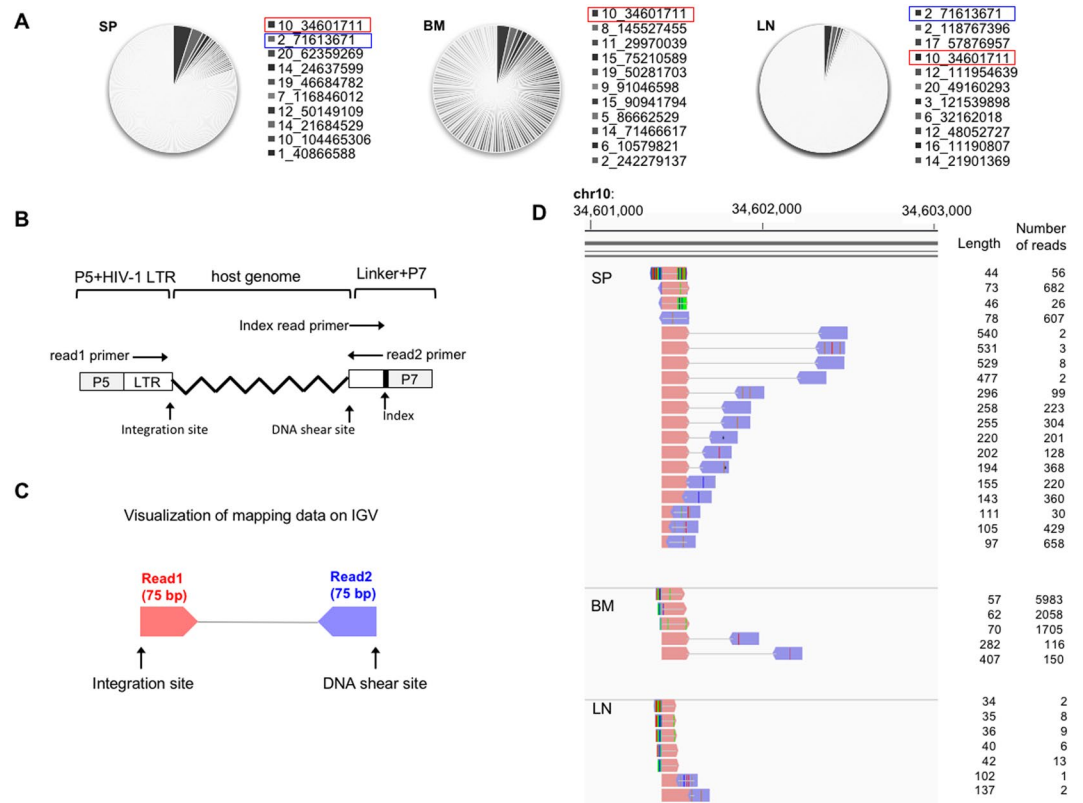 A
SP
10_34601711
2_71613671
20_62359269
14_24637599
19_46684782
7_116846012
12_50149109
14_21684529
10_104465306
1_40866588
BM
10_34601711
8_145527455
11_29970039
15_75210589
19_50281703
9_91046598
15_90941794
5_86662529
14_71466617
6_10579821
2_242279137
LN
2_71613671
2_118767396
17_57876957
10_34601711
12_111954639
20_49160293
3_121539898
6_32162018
12_48052727
16_11190807
14_21901369
B
P5+HIV-1 LTR host genome Linker+P7
Index read primer
read1 primer read2 primer
P5 LTR P7
Integration site DNA shear site Index
C
Visualization of mapping data on IGV
Read1 Read2
(75 bp) (75 bp)
Integration site DNA shear site
D
chr10:
34,601,000 34,602,000 34,603,000
Length Number
of reads
SP
44 56
73 682
46 26
78 607
540 2
531 3
529 8
477 2
296 99
258 223
255 304
220 201
202 128
194 368
155 220
143 360
111 30
105 429
97 658
BM
57 5983
62 2058
70 1705
282 116
407 150
LN
34 2
35 8
36 9
40 6
42 13
102 1
137 2